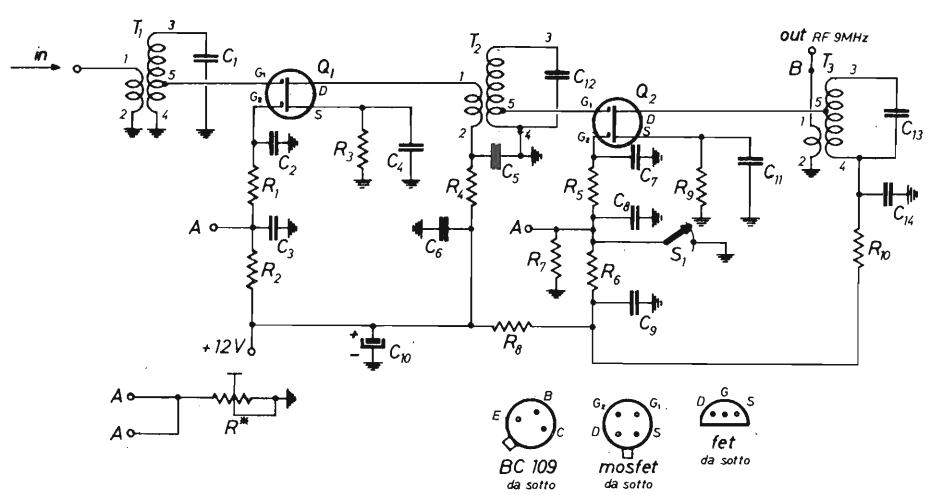 in
T1
3
C1
1
5
2
4
G1
G2
Q1
D
S
C2
R3
C4
R1
A
C3
R2
+12V
+
-
C10
T2
3
1
5
2
4
C12
C5
R4
C6
G1
G2
Q2
D
S
C7
R5
C8
A
R7
R6
S1
R9
C11
C9
R8
out RF 9MHz
B
T3
3
5
1
2
4
C13
C14
R10
A
A
R*
E
B
C
BC 109
da sotto
G2
G1
D
S
mosfet
da sotto
D
G
S
fet
da sotto